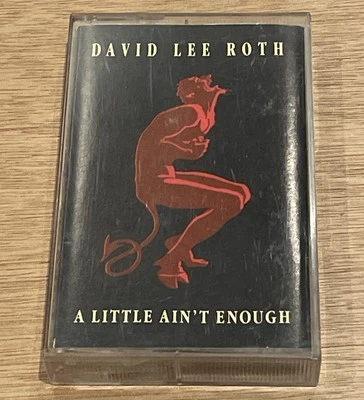 DAVID LEE ROTH
A LITTLE AIN'T ENOUGH